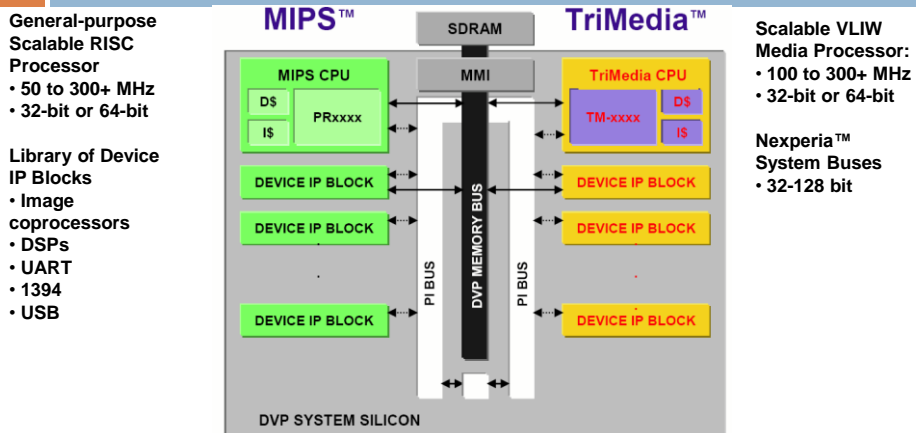 General-purpose
Scalable RISC
Processor
• 50 to 300+ MHz
• 32-bit or 64-bit
Library of Device
IP Blocks
• Image
coprocessors
• DSPs
• UART
• 1394
• USB
MIPS™
TriMedia™
SDRAM
MMI
MIPS CPU
D$
PRxxxx
I$
TriMedia CPU
TM-xxxx
D$
I$
DEVICE IP BLOCK
DEVICE IP BLOCK
DEVICE IP BLOCK
PI BUS
DVP MEMORY BUS
PI BUS
DEVICE IP BLOCK
DEVICE IP BLOCK
DEVICE IP BLOCK
DVP SYSTEM SILICON
Scalable VLIW
Media Processor:
• 100 to 300+ MHz
• 32-bit or 64-bit
Nexperia™
System Buses
• 32-128 bit